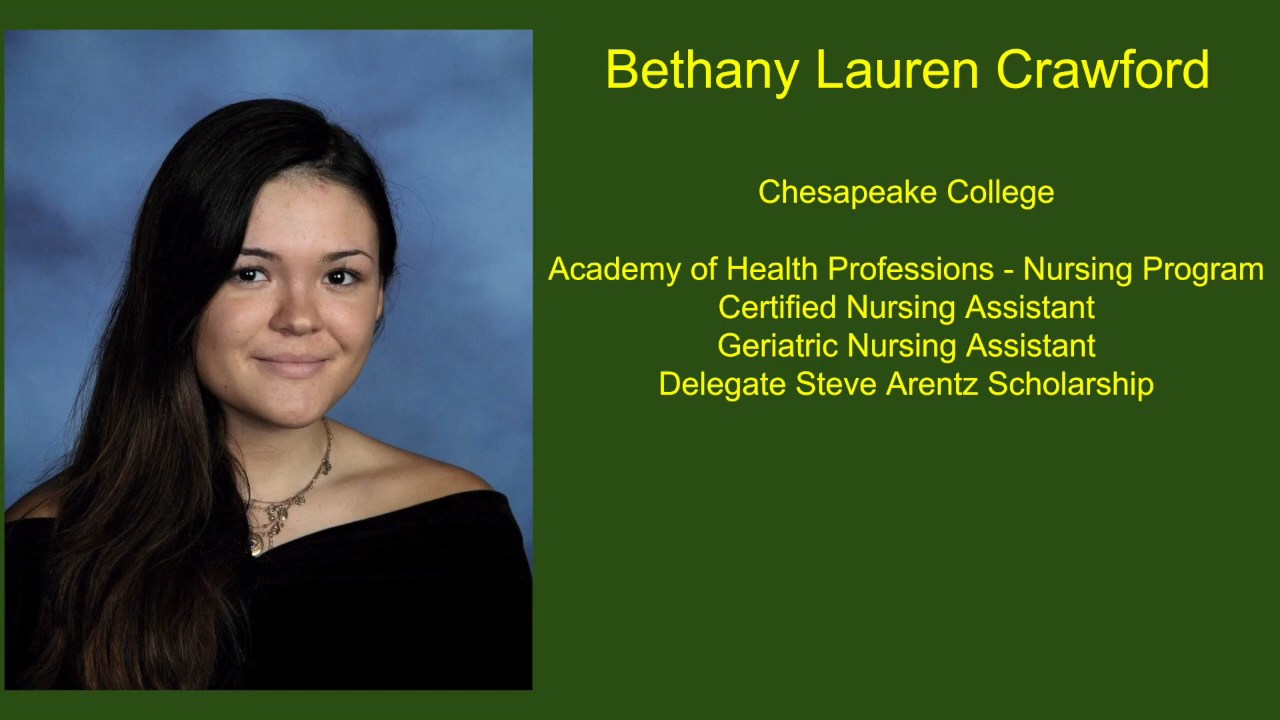 Bethany Lauren Crawford
Chesapeake College
Academy of Health Professions - Nursing Program
Certified Nursing Assistant
Geriatric Nursing Assistant
Delegate Steve Arentz Scholarship